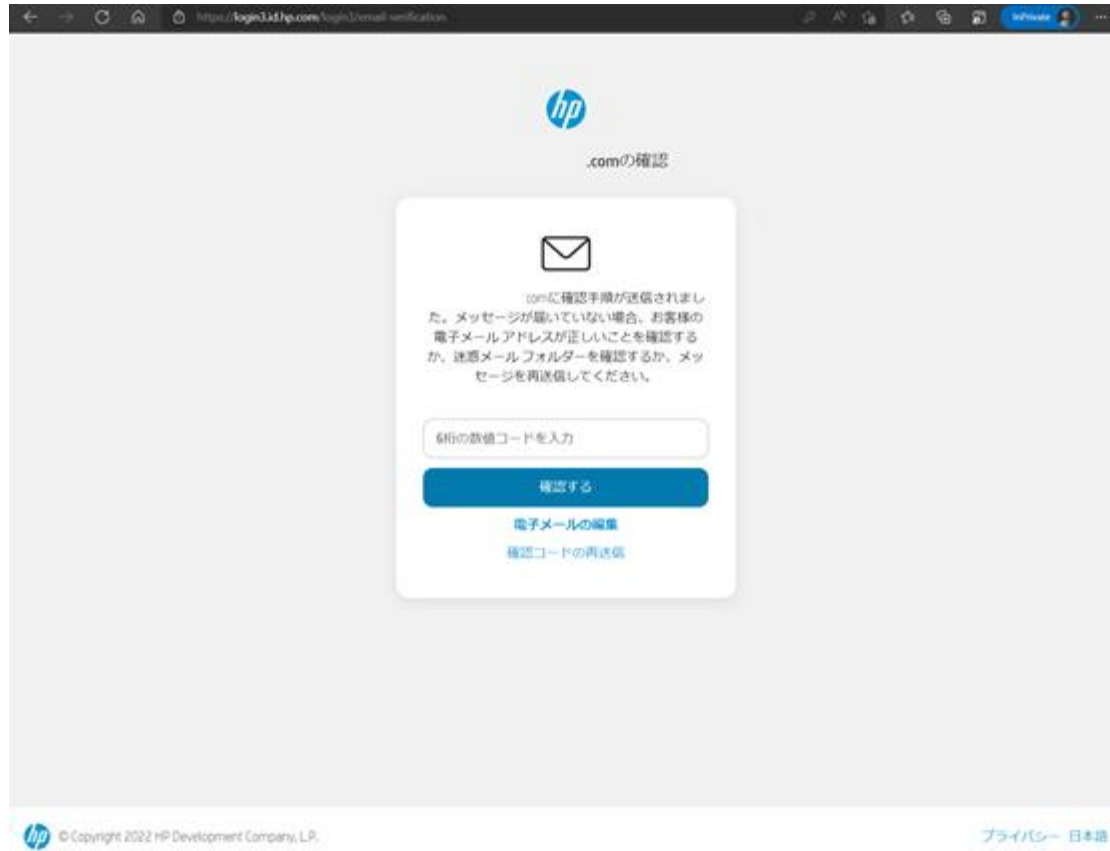 https://login3.id.hp.com/login3/email-verification
InPrivate
hp
.comの確認
comに確認手順が送信されまし
た。メッセージが届いていない場合、お客様の
電子メール アドレスが正しいことを確認する
か、迷惑メール フォルダーを確認するか、メッ
セージを再送信してください。
6桁の数値コードを入力
確認する
電子メールの編集
確認コードの再送信
hp
© Copyright 2022 HP Development Company, L.P.
プライバシー 日本語